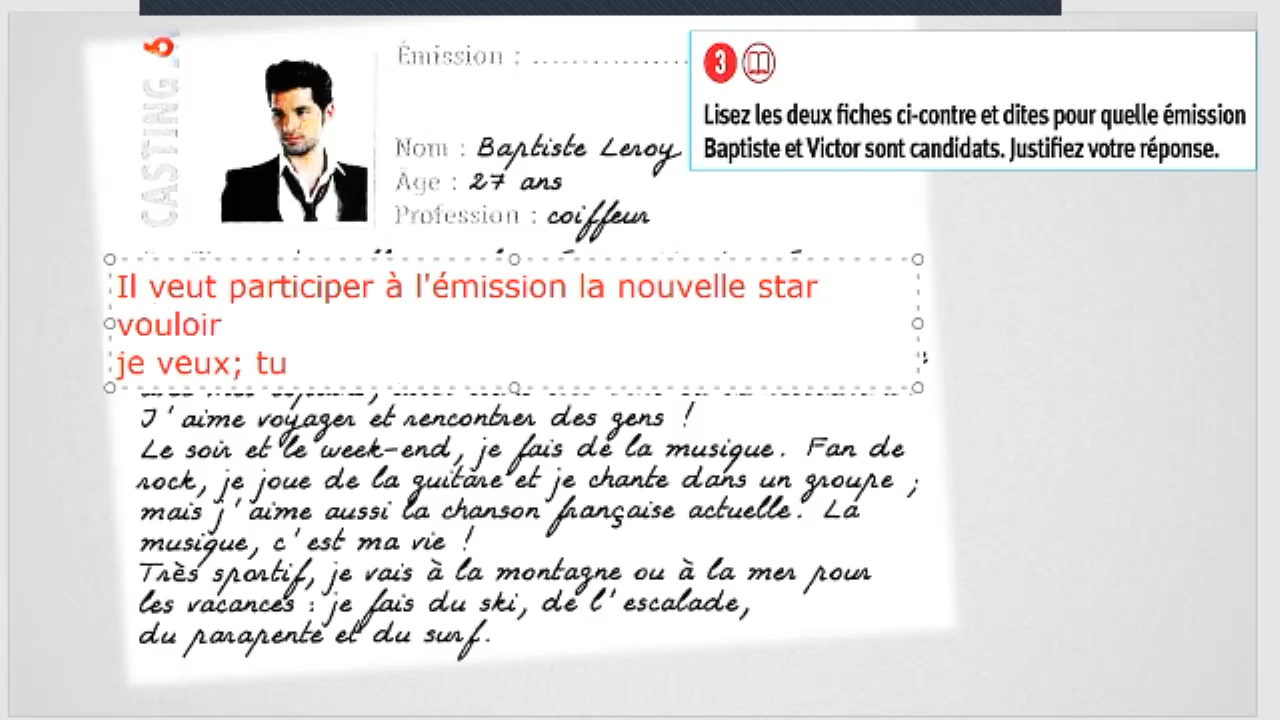 CASTING
6
Émission : ...................
Nom : Baptiste Leroy
Âge : 27 ans
Profession : coiffeur
3
Lisez les deux fiches ci-contre et dites pour quelle émission
Baptiste et Victor sont candidats. Justifiez votre réponse.
Il veut participer à l'émission la nouvelle star
vouloir
je veux; tu
J'aime voyager et rencontrer des gens !
Le soir et le week-end, je fais de la musique. Fan de
rock, je joue de la guitare et je chante dans un groupe ;
mais j'aime aussi la chanson française actuelle. La
musique, c'est ma vie !
Très sportif, je vais à la montagne ou à la mer pour
les vacances : je fais du ski, de l'escalade,
du parapente et du surf.